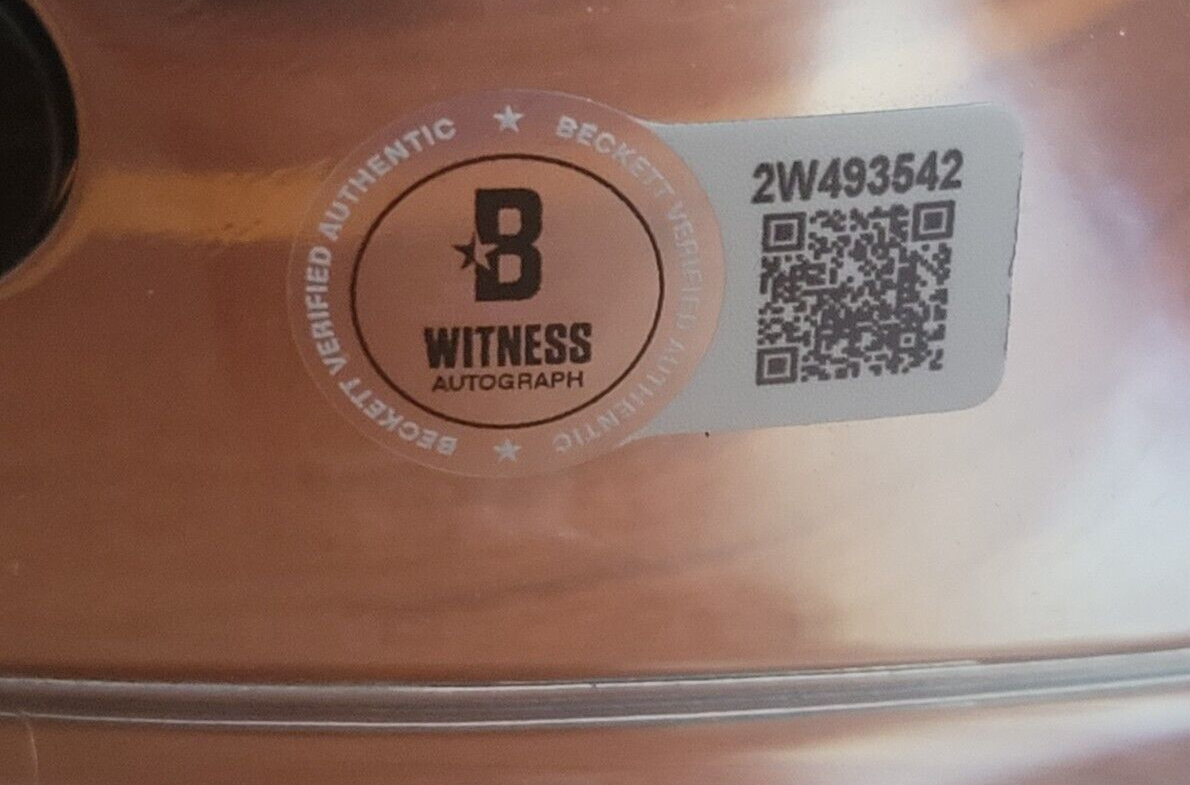 BECKETT VERIFIED AUTHENTIC ★ BECKETT VERIFIED AUTHENTIC ★
B
WITNESS
AUTOGRAPH
2W493542